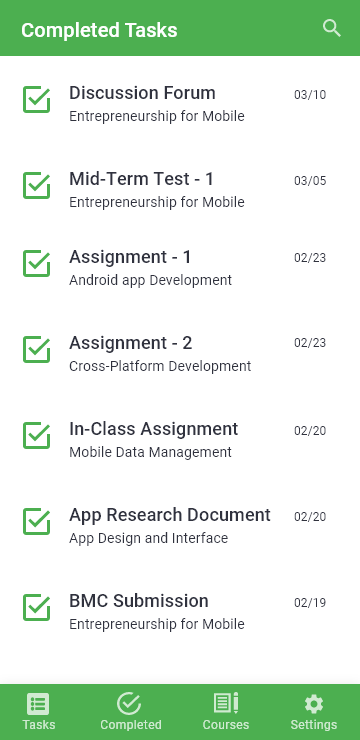 Completed Tasks
Discussion Forum 03/10
Entrepreneurship for Mobile
Mid-Term Test - 1 03/05
Entrepreneurship for Mobile
Assignment - 1 02/23
Android app Development
Assignment - 2 02/23
Cross-Platform Development
In-Class Assignment 02/20
Mobile Data Management
App Research Document 02/20
App Design and Interface
BMC Submission 02/19
Entrepreneurship for Mobile
Tasks Completed Courses Settings